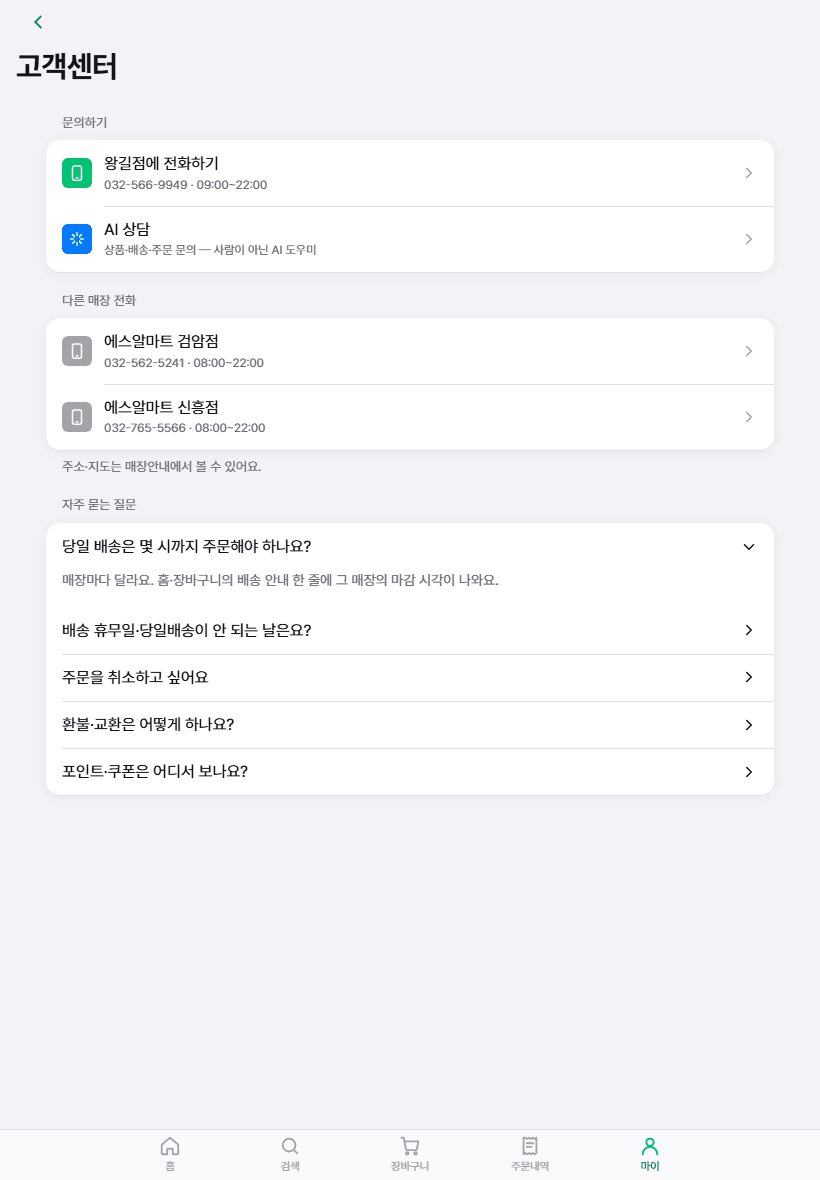 고객센터
문의하기
왕길점에 전화하기
032-566-9949 · 09:00~22:00
AI 상담
상품·배송·주문 문의 — 사람이 아닌 AI 도우미
다른 매장 전화
에스알마트 검암점
032-562-5241 · 08:00~22:00
에스알마트 신흥점
032-765-5566 · 08:00~22:00
주소·지도는 매장안내에서 볼 수 있어요.
자주 묻는 질문
당일 배송은 몇 시까지 주문해야 하나요?
매장마다 달라요. 홈·장바구니의 배송 안내 한 줄에 그 매장의 마감 시각이 나와요.
배송 휴무일·당일배송이 안 되는 날은요?
주문을 취소하고 싶어요
환불·교환은 어떻게 하나요?
포인트·쿠폰은 어디서 보나요?
홈 검색 장바구니 주문내역 마이